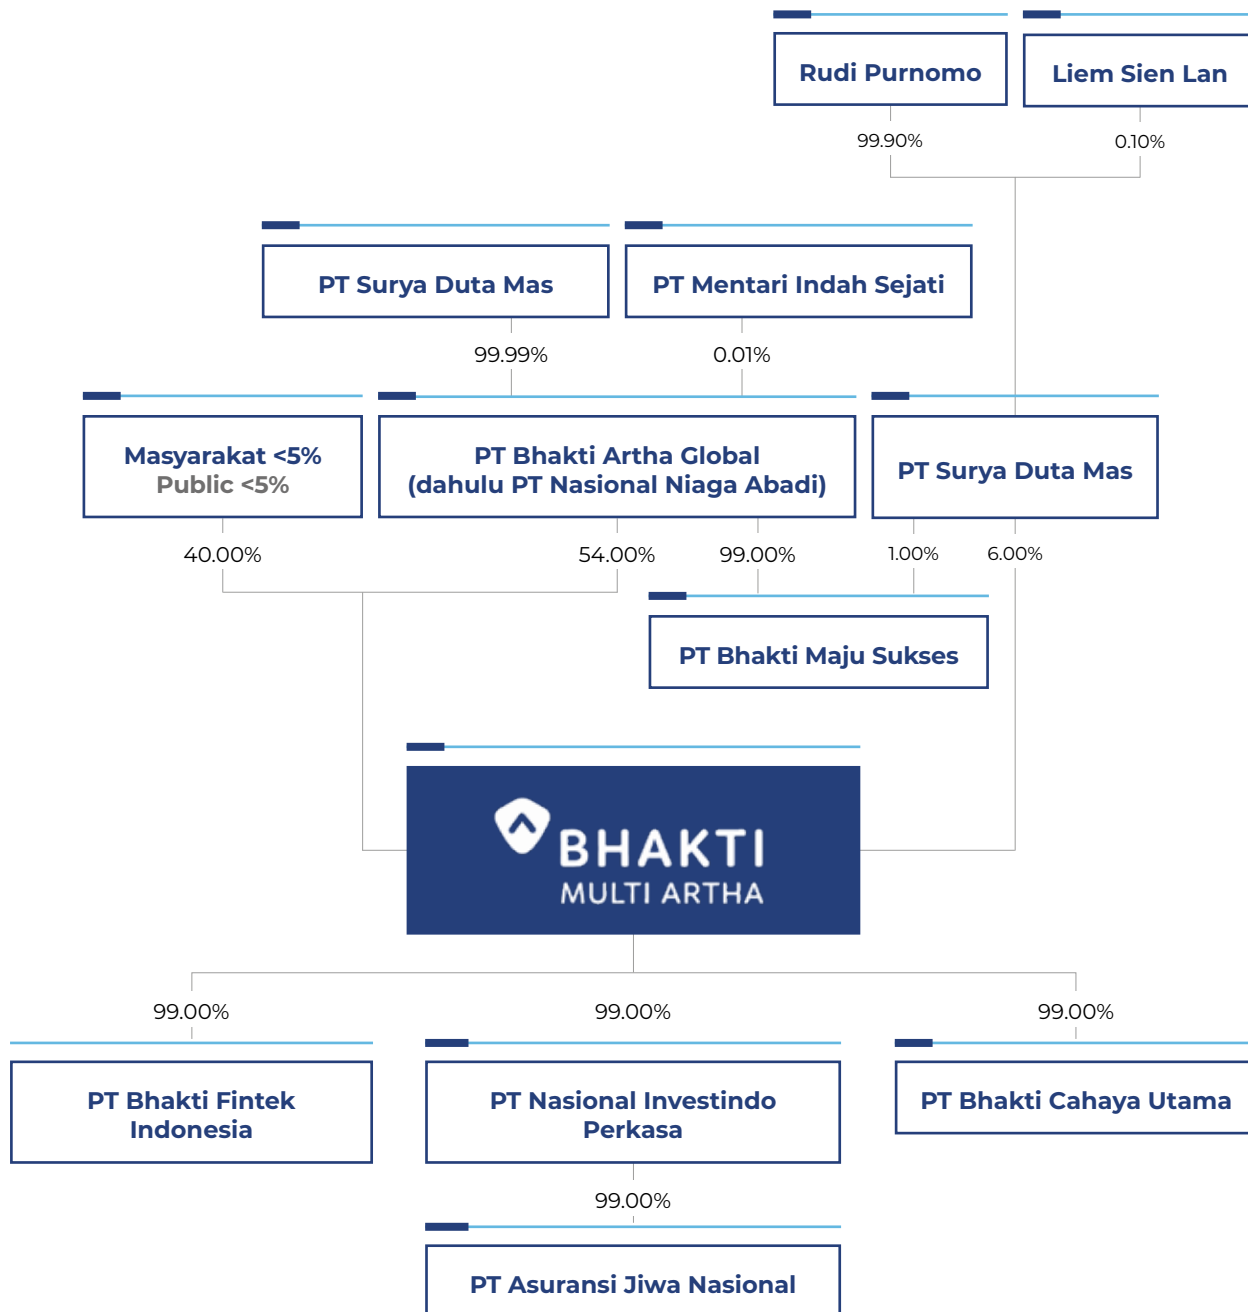 Rudi Purnomo
Liem Sien Lan
99.90%
0.10%
PT Surya Duta Mas
PT Mentari Indah Sejati
99.99%
0.01%
Masyarakat <5%
Public <5%
PT Bhakti Artha Global
(dahulu PT Nasional Niaga Abadi)
PT Surya Duta Mas
40.00%
54.00%
99.00%
1.00%
6.00%
PT Bhakti Maju Sukses
BHAKTI
MULTI ARTHA
99.00%
99.00%
99.00%
PT Bhakti Fintek
Indonesia
PT Nasional Investindo
Perkasa
PT Bhakti Cahaya Utama
99.00%
PT Asuransi Jiwa Nasional